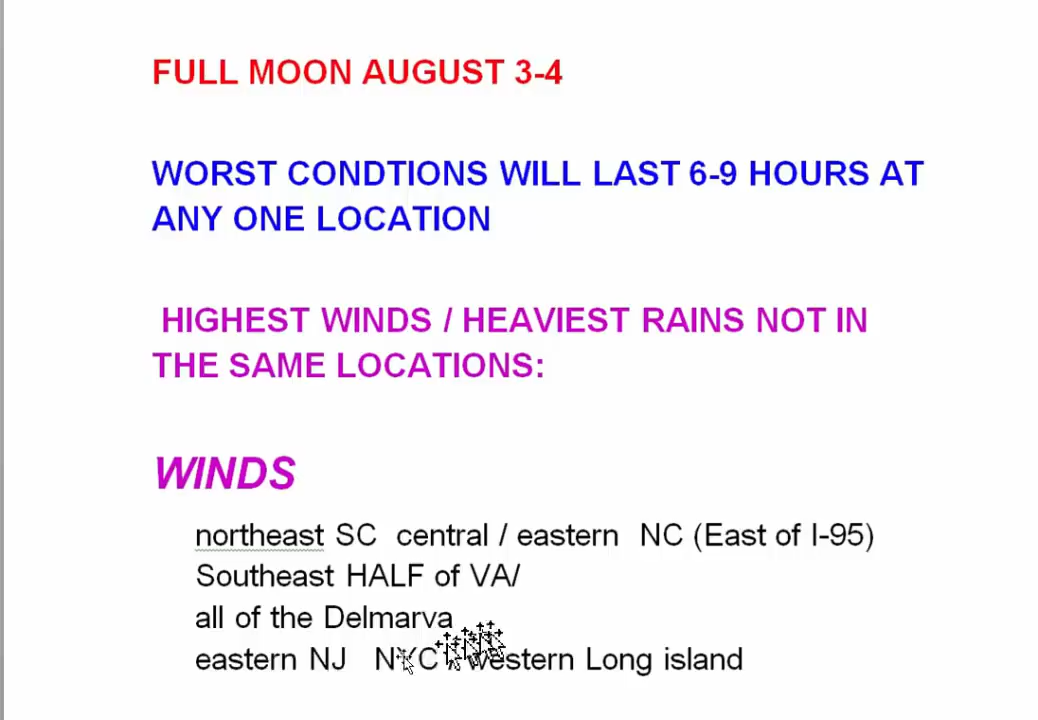 FULL MOON AUGUST 3-4
WORST CONDTIONS WILL LAST 6-9 HOURS AT
ANY ONE LOCATION
HIGHEST WINDS / HEAVIEST RAINS NOT IN
THE SAME LOCATIONS:
WINDS
northeast SC central / eastern NC (East of I-95)
Southeast HALF of VA/
all of the Delmarva
eastern NJ NYC / western Long island